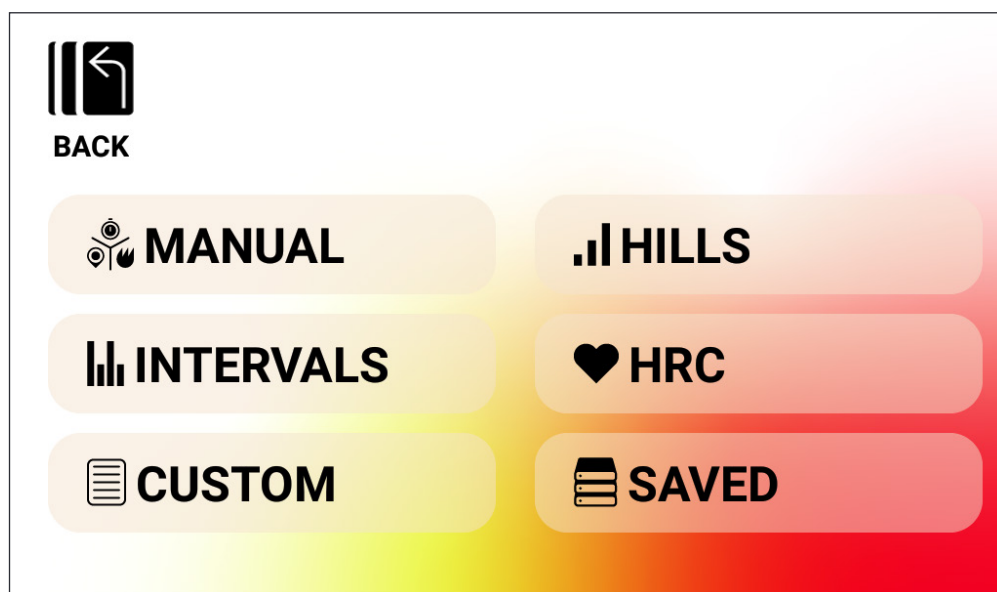 BACK
MANUAL
HILLS
INTERVALS
HRC
CUSTOM
SAVED